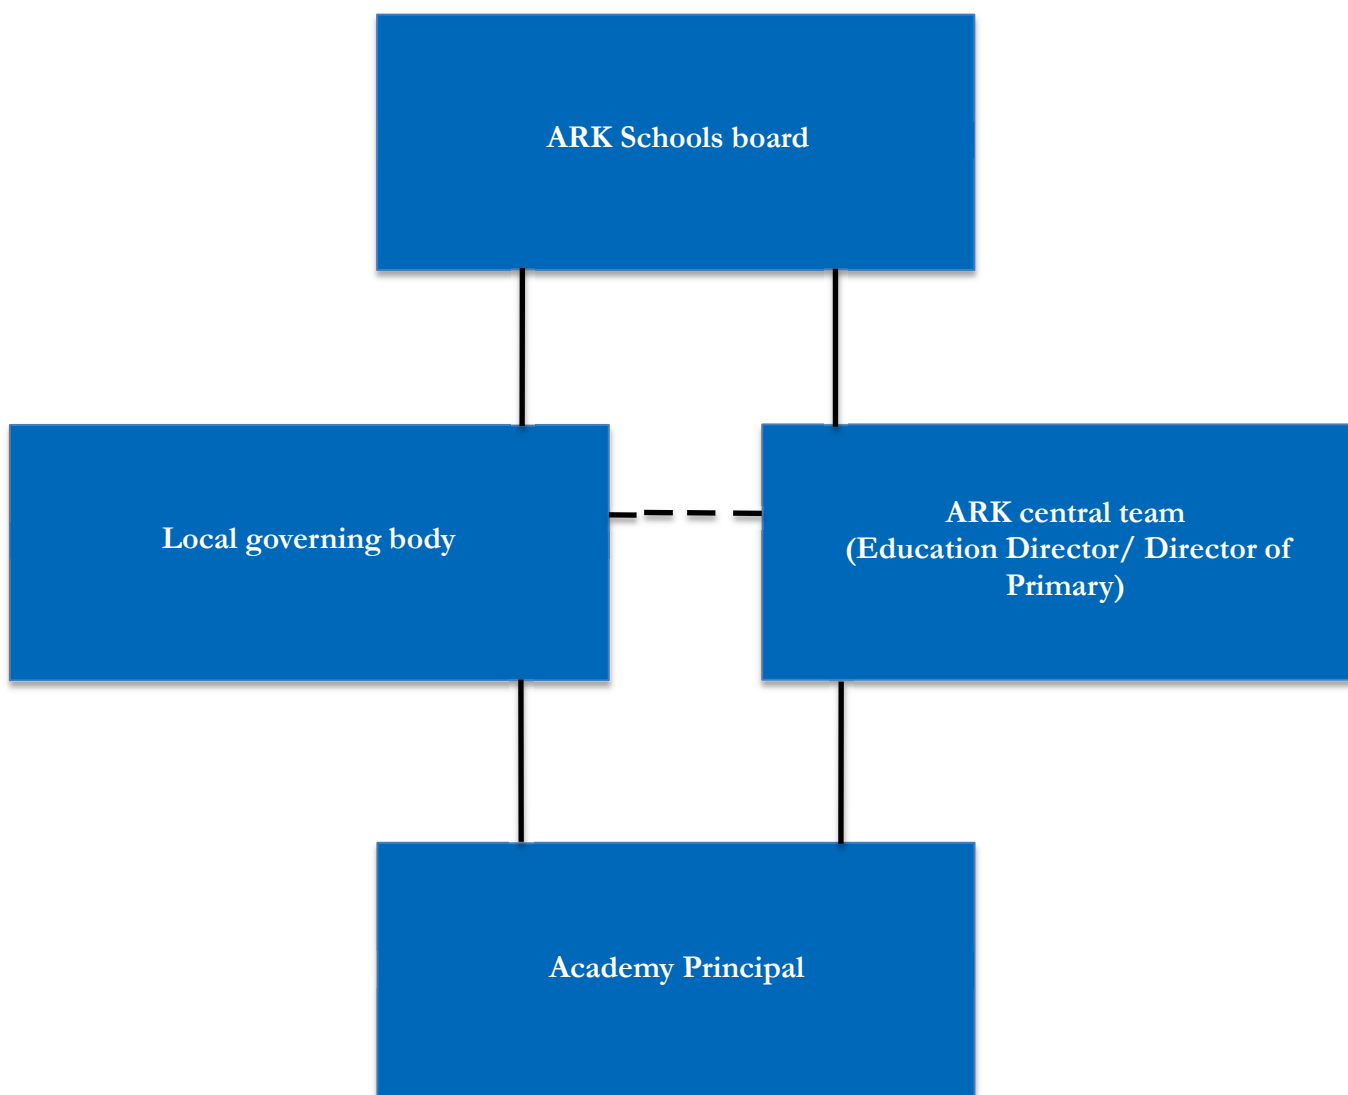 ARK Schools board
Local governing body
ARK central team
(Education Director/ Director of
Primary)
Academy Principal